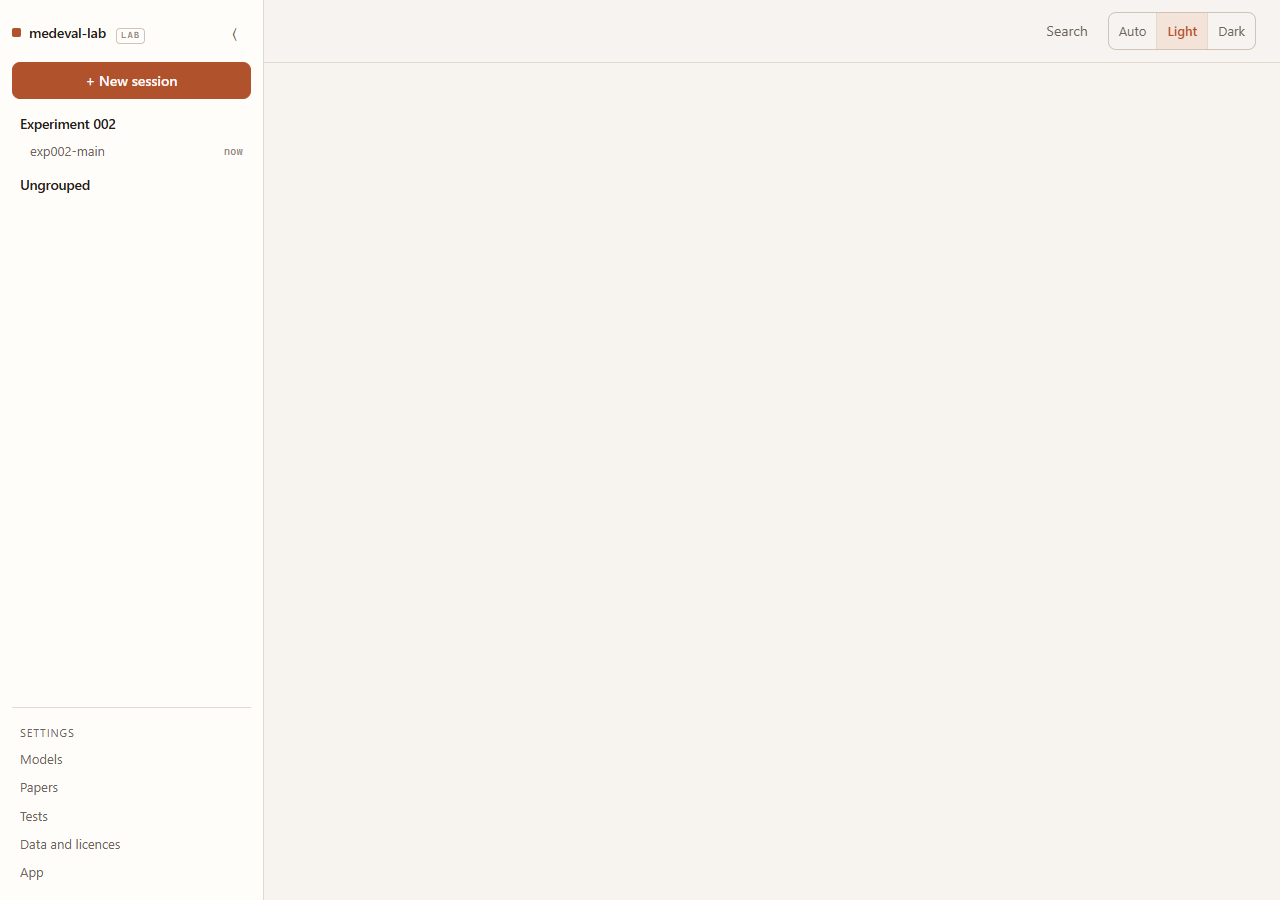 medeval-lab LAB ⟨
+ New session
Experiment 002
exp002-main now
Ungrouped
SETTINGS
Models
Papers
Tests
Data and licences
App
Search Auto Light Dark